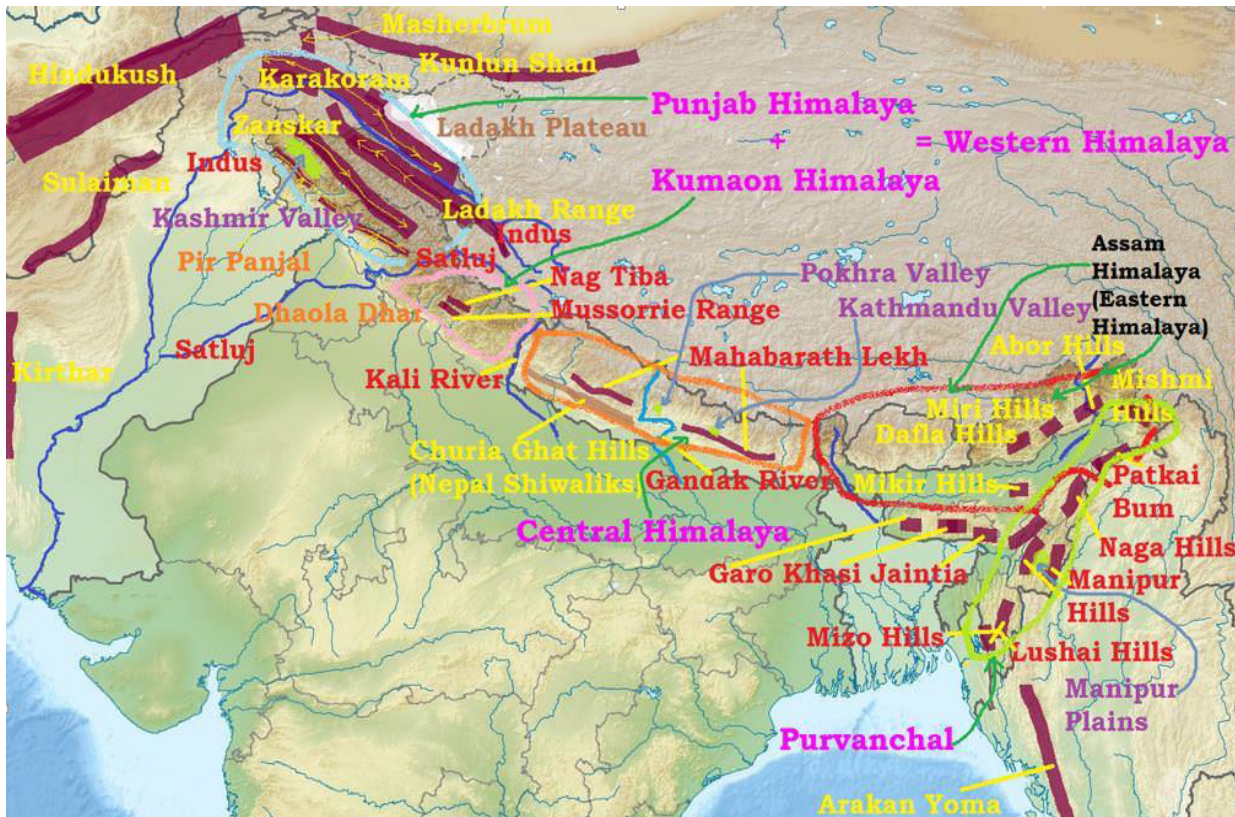 Masherbrum
Hindukush
Karakoram
Kunlun Shan
Punjab Himalaya
Zanskar
Ladakh Plateau
+
= Western Himalaya
Indus
Sulaiman
Kumaon Himalaya
Kashmir Valley
Ladakh Range
Indus
Pir Panjal
Satluj
Nag Tiba
Pokhra Valley
Assam
Himalaya
(Eastern
Himalaya)
Dhaola Dhar
Mussorrie Range
Kathmandu Valley
Satluj
Kirthar
Kali River
Mahabarath Lekh
Abor Hills
Mishmi
Hills
Miri Hills
Dafla Hills
Churia Ghat Hills
(Nepal Shiwaliks)
Gandak River
Mikir Hills
Patkai
Bum
Central Himalaya
Naga Hills
Garo Khasi Jaintia
Manipur
Hills
Mizo Hills
Lushai Hills
Manipur
Plains
Purvanchal
Arakan Yoma